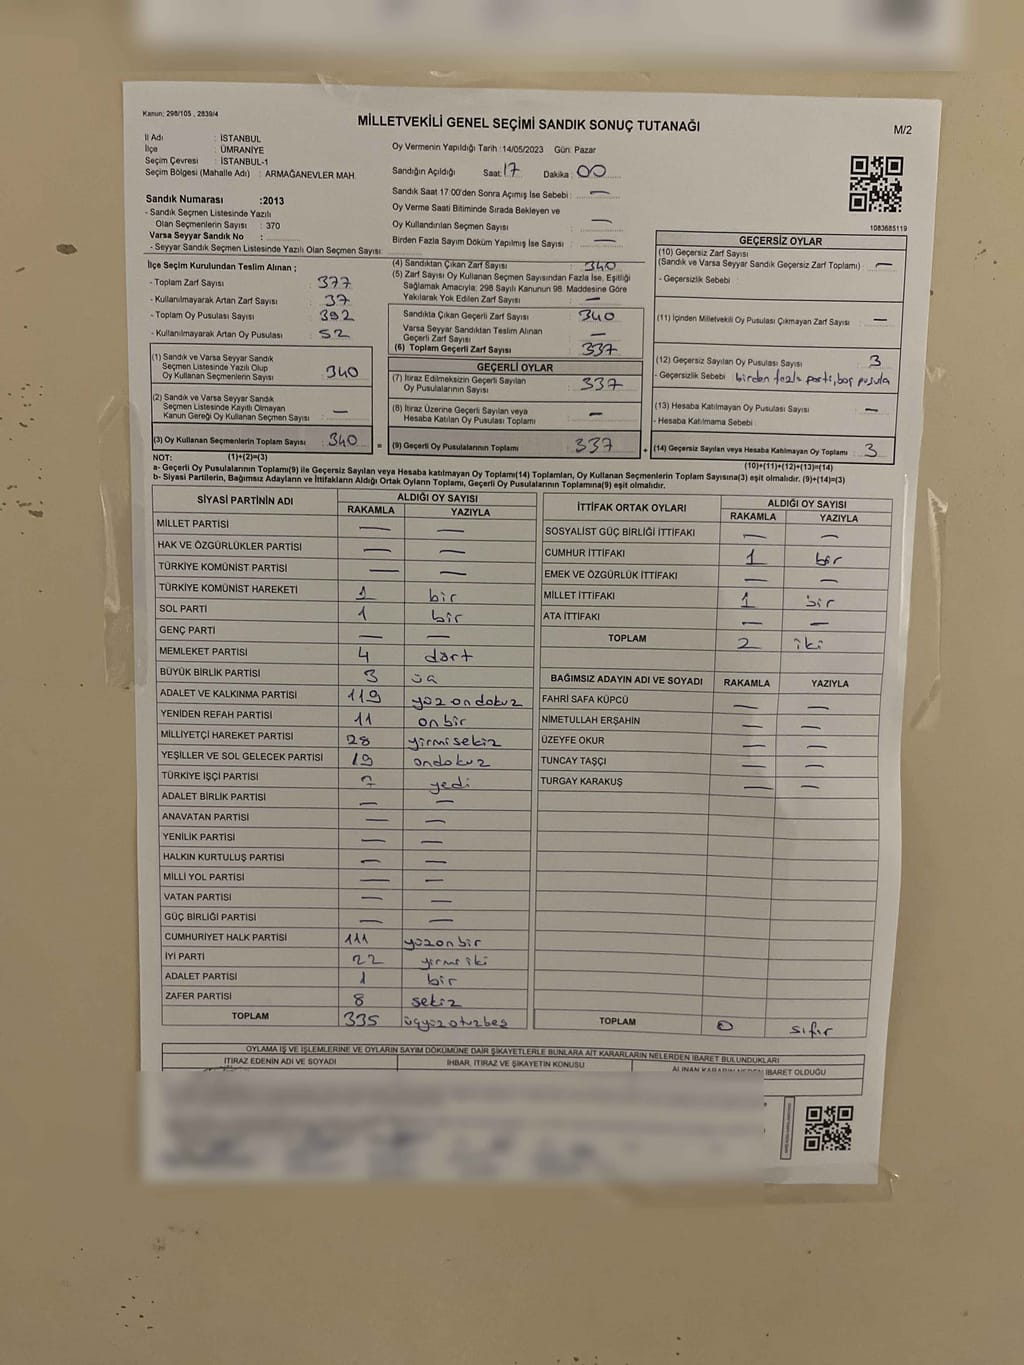 Kanun: 298/105 , 2839/4
MİLLETVEKİLİ GENEL SEÇİMİ SANDIK SONUÇ TUTANAĞI
M/2
İl Adı : İSTANBUL
İlçe : ÜMRANİYE
Seçim Çevresi : İSTANBUL-1
Seçim Bölgesi (Mahalle Adı) : ARMAĞANEVLER MAH.
Oy Vermenin Yapıldığı Tarih :14/05/2023 Gün: Pazar
Sandığın Açıldığı Saat: 17 Dakika : 00
Sandık Saat 17:00'den Sonra Açımış İse Sebebi : —
Oy Verme Saati Bitiminde Sırada Bekleyen ve
Oy Kullandırılan Seçmen Sayısı : —
Birden Fazla Sayım Döküm Yapılmış İse Sayısı : —
Sandık Numarası :2013
- Sandık Seçmen Listesinde Yazılı
Olan Seçmenlerin Sayısı : 370
Varsa Seyyar Sandık No :
- Seyyar Sandık Seçmen Listesinde Yazılı Olan Seçmen Sayısı:
1083685119
İlçe Seçim Kurulundan Teslim Alınan ;
- Toplam Zarf Sayısı : 377
- Kullanılmayarak Artan Zarf Sayısı : 37
- Toplam Oy Pusulası Sayısı : 392
- Kullanılmayarak Artan Oy Pusulası : 52
(1) Sandık ve Varsa Seyyar Sandık
Seçmen Listesinde Yazılı Olup
Oy Kullanan Seçmenlerin Sayısı : 340
(2) Sandık ve Varsa Seyyar Sandık
Seçmen Listesinde Kayıtlı Olmayan
Kanun Gereği Oy Kullanan Seçmen Sayısı : —
(3) Oy Kullanan Seçmenlerin Toplam Sayısı : 340
(4) Sandıktan Çıkan Zarf Sayısı : 340
(5) Zarf Sayısı Oy Kullanan Seçmen Sayısından Fazla İse, Eşitliği
Sağlamak Amacıyla; 298 Sayılı Kanunun 98. Maddesine Göre
Yakılarak Yok Edilen Zarf Sayısı : —
Sandıkta Çıkan Geçerli Zarf Sayısı : 340
Varsa Seyyar Sandıktan Teslim Alınan
Geçerli Zarf Sayısı : —
(6) Toplam Geçerli Zarf Sayısı : 337
GEÇERLİ OYLAR
(7) İtiraz Edilmeksizin Geçerli Sayılan
Oy Pusulalarının Sayısı : 337
(8) İtiraz Üzerine Geçerli Sayılan veya
Hesaba Katılan Oy Pusulası Toplamı : —
= (9) Geçerli Oy Pusulalarının Toplamı : 337
GEÇERSİZ OYLAR
(10) Geçersiz Zarf Sayısı
(Sandık ve Varsa Seyyar Sandık Geçersiz Zarf Toplamı) : —
- Geçersizlik Sebebi :
(11) İçinden Milletvekili Oy Pusulası Çıkmayan Zarf Sayısı : —
(12) Geçersiz Sayılan Oy Pusulası Sayısı : 3
- Geçersizlik Sebebi : birden fazla parti, boş pusula
(13) Hesaba Katılmayan Oy Pusulası Sayısı : —
- Hesaba Katılmama Sebebi :
+ (14) Geçersiz Sayılan veya Hesaba Katılmayan Oy Toplamı : 3
NOT: (1)+(2)=(3)
(10)+(11)+(12)+(13)=(14)
a- Geçerli Oy Pusulalarının Toplamı(9) ile Geçersiz Sayılan veya Hesaba katılmayan Oy Toplamı(14) Toplamları, Oy Kullanan Seçmenlerin Toplam Sayısına(3) eşit olmalıdır. (9)+(14)=(3)
b- Siyasi Partilerin, Bağımsız Adayların ve İttifakların Aldığı Ortak Oyların Toplamı, Geçerli Oy Pusulalarının Toplamına(9) eşit olmalıdır.
SİYASİ PARTİNİN ADI ALDIĞI OY SAYISI
RAKAMLA YAZIYLA
MİLLET PARTİSİ — —
HAK VE ÖZGÜRLÜKLER PARTİSİ — —
TÜRKİYE KOMÜNİST PARTİSİ — —
TÜRKİYE KOMÜNİST HAREKETİ 1 bir
SOL PARTİ 1 bir
GENÇ PARTİ — —
MEMLEKET PARTİSİ 4 dört
BÜYÜK BİRLİK PARTİSİ 3 üç
ADALET VE KALKINMA PARTİSİ 119 yüz ondokuz
YENİDEN REFAH PARTİSİ 11 onbir
MİLLİYETÇİ HAREKET PARTİSİ 28 yirmisekiz
YEŞİLLER VE SOL GELECEK PARTİSİ 19 ondokuz
TÜRKİYE İŞÇİ PARTİSİ 7 yedi
ADALET BİRLİK PARTİSİ — —
ANAVATAN PARTİSİ — —
YENİLİK PARTİSİ — —
HALKIN KURTULUŞ PARTİSİ — —
MİLLİ YOL PARTİSİ — —
VATAN PARTİSİ — —
GÜÇ BİRLİĞİ PARTİSİ — —
CUMHURİYET HALK PARTİSİ 111 yüzonbir
İYİ PARTİ 22 yirmi iki
ADALET PARTİSİ 1 bir
ZAFER PARTİSİ 8 sekiz
TOPLAM 335 üçyüzotuzbeş
İTTİFAK ORTAK OYLARI ALDIĞI OY SAYISI
RAKAMLA YAZIYLA
SOSYALİST GÜÇ BİRLİĞİ İTTİFAKI — —
CUMHUR İTTİFAKI 1 bir
EMEK VE ÖZGÜRLÜK İTTİFAKI — —
MİLLET İTTİFAKI 1 bir
ATA İTTİFAKI — —
TOPLAM 2 iki
BAĞIMSIZ ADAYIN ADI VE SOYADI RAKAMLA YAZIYLA
FAHRİ SAFA KÜPCÜ — —
NİMETULLAH ERŞAHİN — —
ÜZEYFE OKUR — —
TUNCAY TAŞÇI — —
TURGAY KARAKUŞ — —
TOPLAM 0 sıfır
OYLAMA İŞ VE İŞLEMLERİNE VE OYLARIN SAYIM DÖKÜMÜNE DAİR ŞİKAYETLERLE BUNLARA AİT KARARLARIN NELERDEN İBARET BULUNDUKLARI
İTİRAZ EDENİN ADI VE SOYADI İHBAR, İTİRAZ VE ŞİKAYETİN KONUSU ALINAN KARARIN NEDEN İBARET OLDUĞU